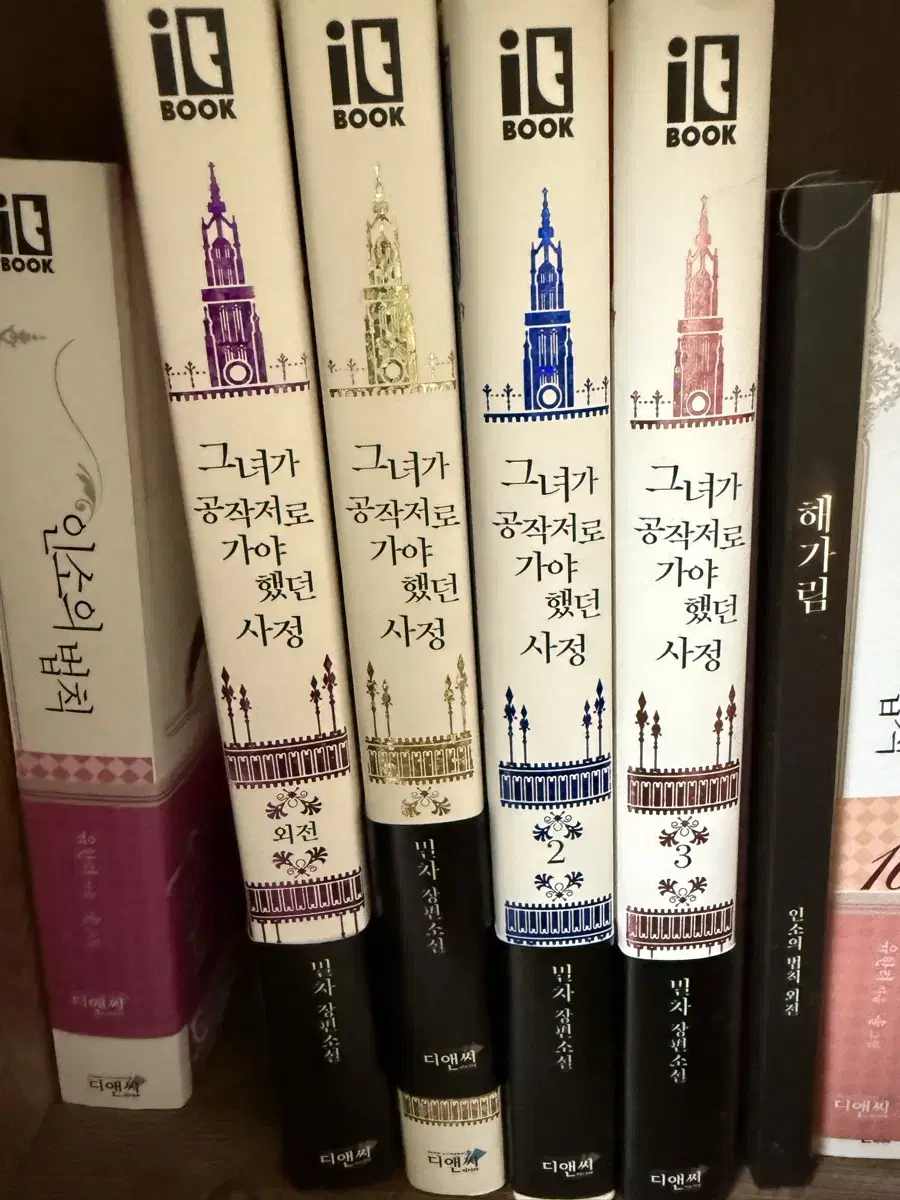 it
BOOK
인소의 법칙
디앤씨
디앤씨
it
BOOK
그녀가
공작저로
가야
했던
사정
외전
밀차 장편소설
디앤씨
it
BOOK
그녀가
공작저로
가야
했던
사정
밀차 장편소설
디앤씨
디앤씨
it
BOOK
그녀가
공작저로
가야
했던
사정
2
밀차 장편소설
디앤씨
it
BOOK
그녀가
공작저로
가야
했던
사정
3
밀차 장편소설
디앤씨
해가림
인소의 법칙 외전
디앤씨